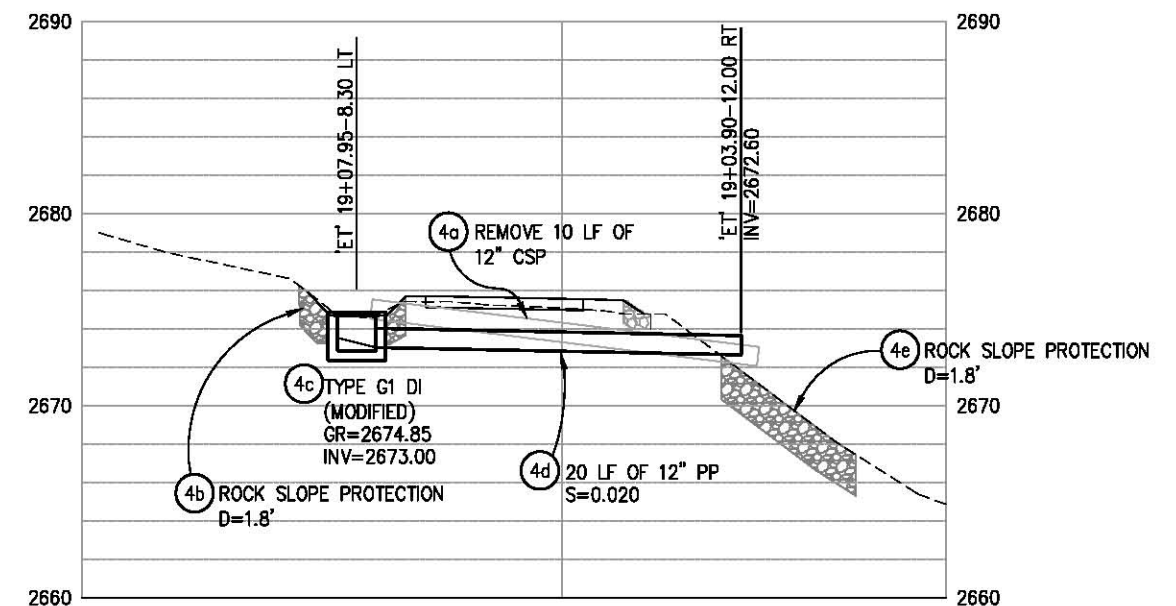 2690
2690
'ET' 19+07.95-8.30 LT
'ET' 19+03.90-12.00 RT
INV=2672.60
2680
2680
4a REMOVE 10 LF OF
12" CSP
4e ROCK SLOPE PROTECTION
D=1.8'
4c TYPE G1 DI
(MODIFIED)
GR=2674.85
INV=2673.00
2670
2670
4d 20 LF OF 12" PP
S=0.020
4b ROCK SLOPE PROTECTION
D=1.8'
2660
2660